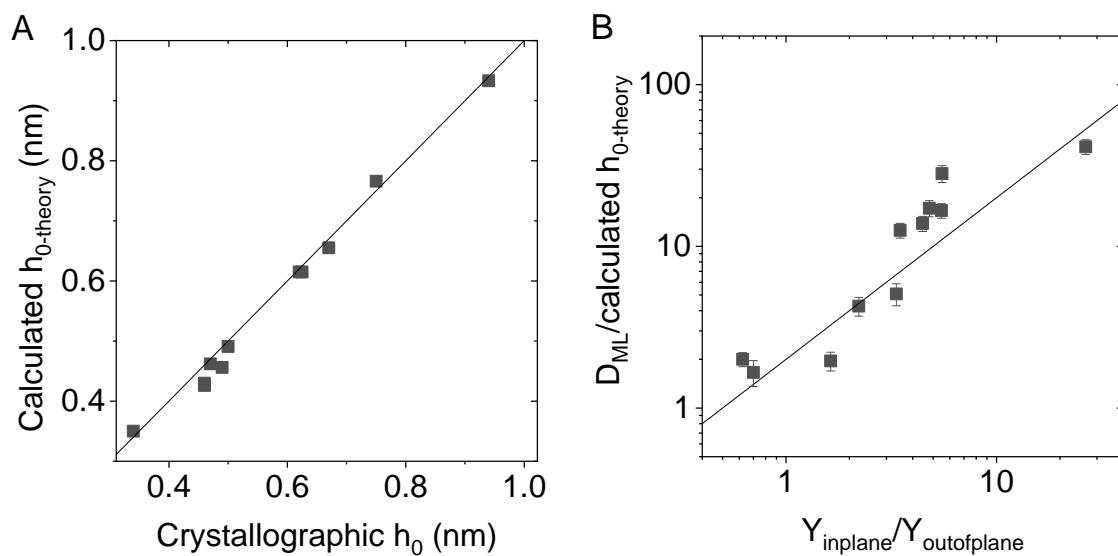 A
Calculated h0-theory (nm)
1.0
0.8
0.6
0.4
0.4 0.6 0.8 1.0
Crystallographic h0 (nm)
B
DML/calculated h0-theory
100
10
1
1 10
Yinplane/Youtofplane